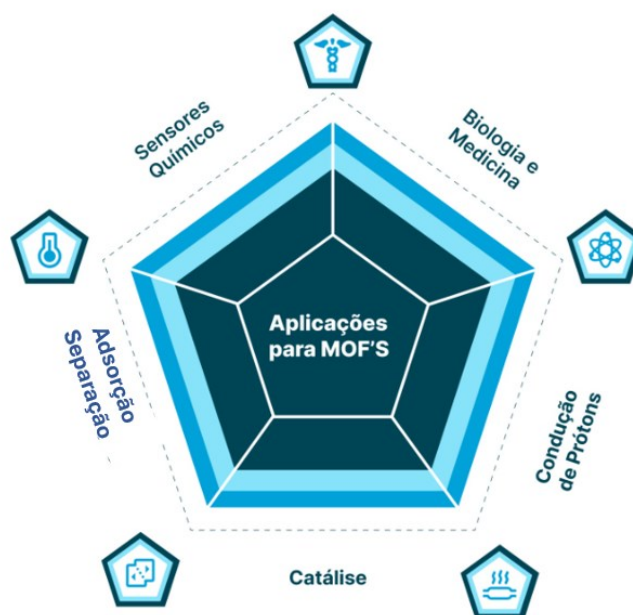 Sensores
Químicos
Biologia e
Medicina
Aplicações
para MOF'S
Adsorção
Separação
Condução
de Prótons
Catálise